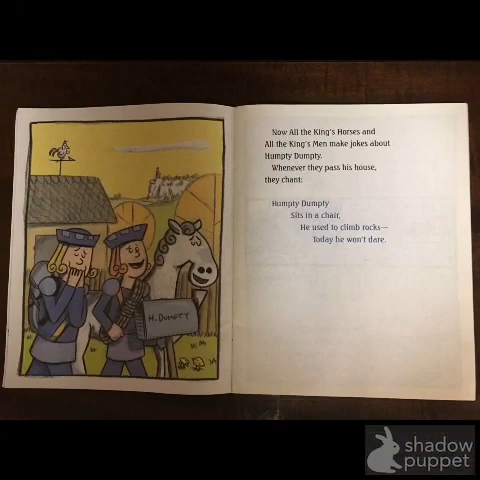 H. DUMPTY
Now All the King's Horses and
All the King's Men make jokes about
Humpty Dumpty.
Whenever they pass his house,
they chant:
Humpty Dumpty
Sits in a chair,
He used to climb rocks—
Today he won't dare.
shadow
puppet